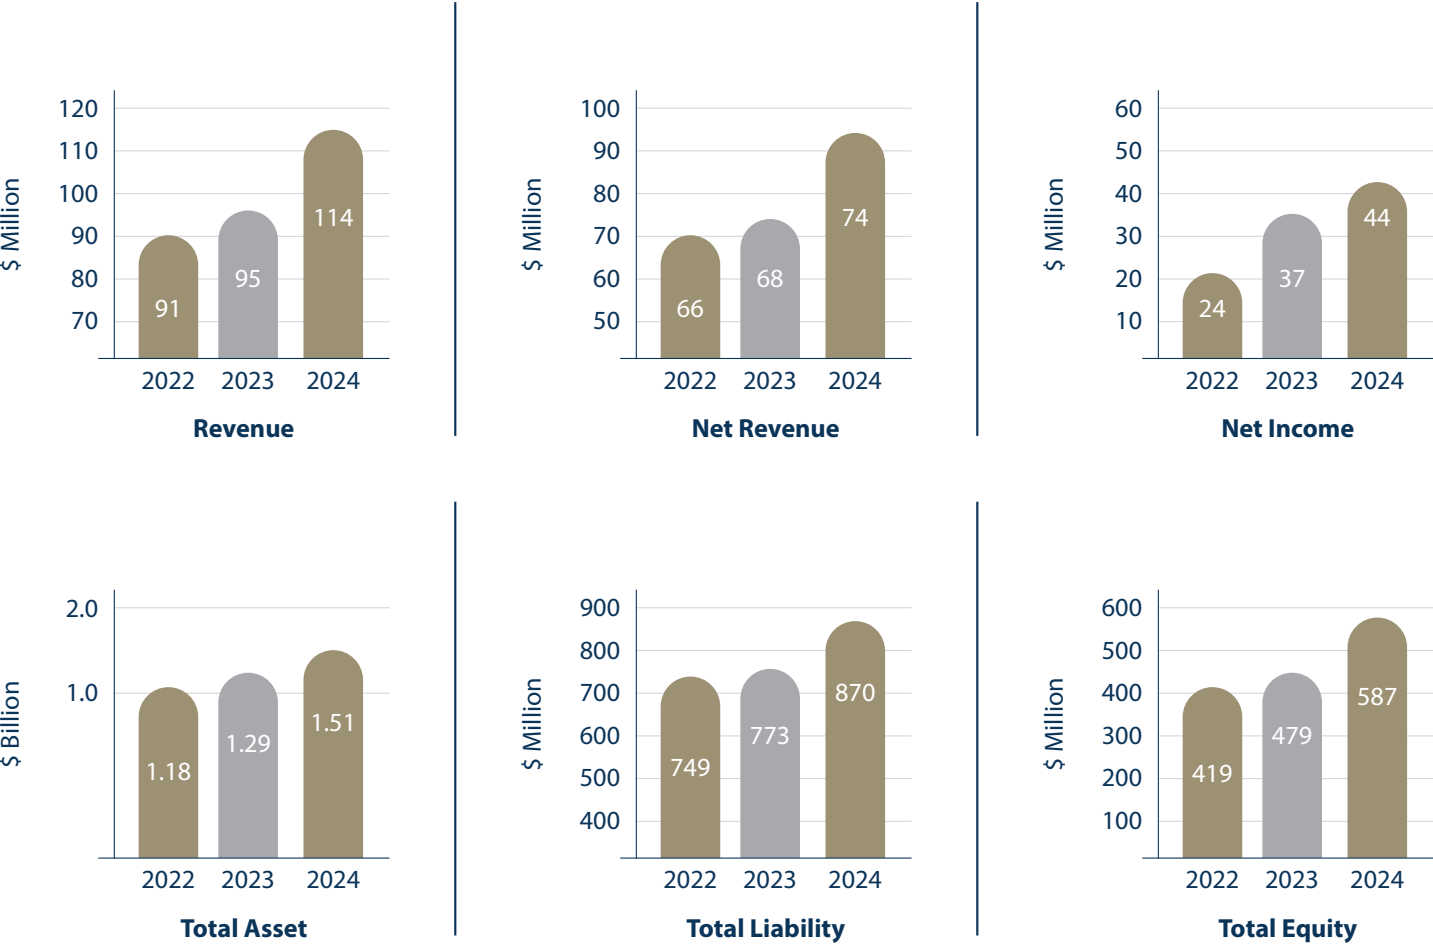 $ Million
120
110
100
90
80
70
91
95
114
2022 2023 2024
Revenue
$ Million
100
90
80
70
60
50
66
68
74
2022 2023 2024
Net Revenue
$ Million
60
50
40
30
20
10
24
37
44
2022 2023 2024
Net Income
$ Billion
2.0
1.0
1.18
1.29
1.51
2022 2023 2024
Total Asset
$ Million
900
800
700
600
500
400
749
773
870
2022 2023 2024
Total Liability
$ Million
600
500
400
300
200
100
419
479
587
2022 2023 2024
Total Equity